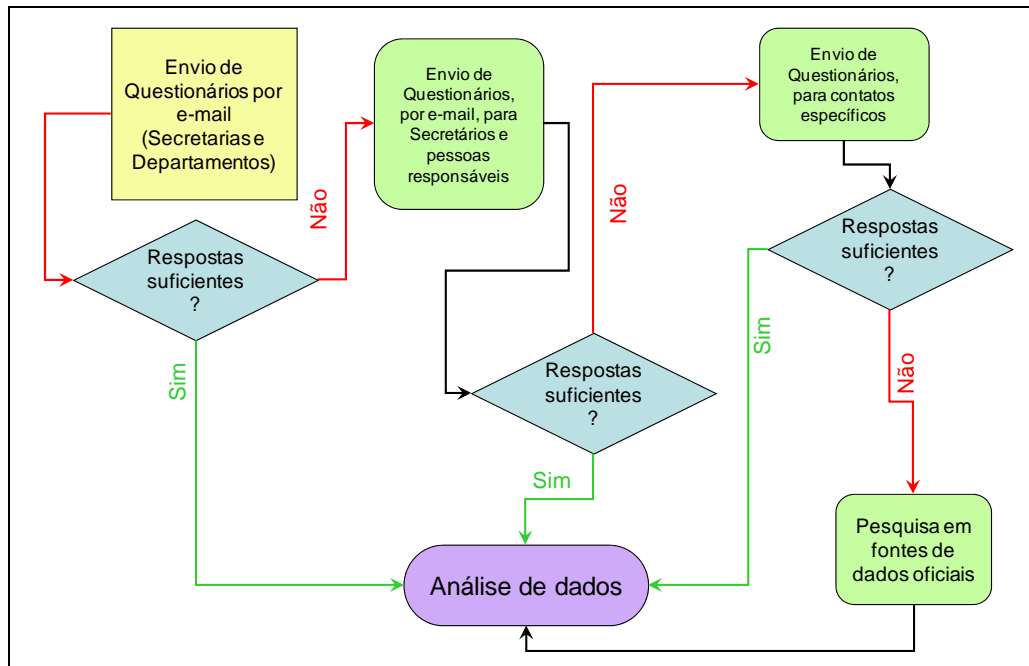 Envio de
Questionários por
e-mail
(Secretarias e
Departamentos)
Não
Envio de
Questionários,
por e-mail, para
Secretários e
pessoas
responsáveis
Não
Envio de
Questionários,
para contatos
específicos
Respostas
suficientes
?
Sim
Respostas
suficientes
?
Sim
Respostas
suficientes
?
Sim
Não
Pesquisa em
fontes de
dados oficiais
Análise de dados